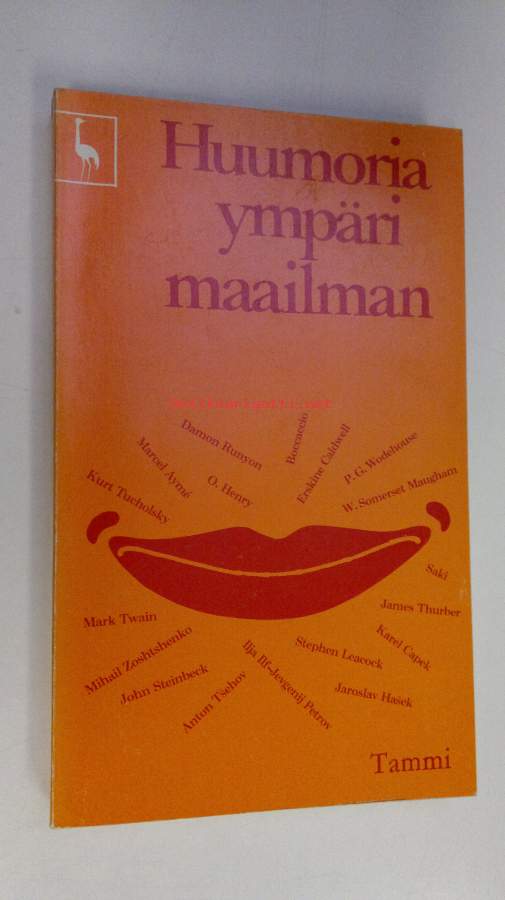 Huumoria
ympäri
maailman
Damon Runyon
Boccaccio
Erskine Caldwell
P. G. Wodehouse
Marcel Aymé
O. Henry
W. Somerset Maugham
Kurt Tucholsky
Saki
James Thurber
Mark Twain
Karel Capek
Mihail Zoshtshenko
Stephen Leacock
John Steinbeck
Ilja Ilf-Jevgenij Petrov
Jaroslav Hasek
Anton Tšehov
Tammi